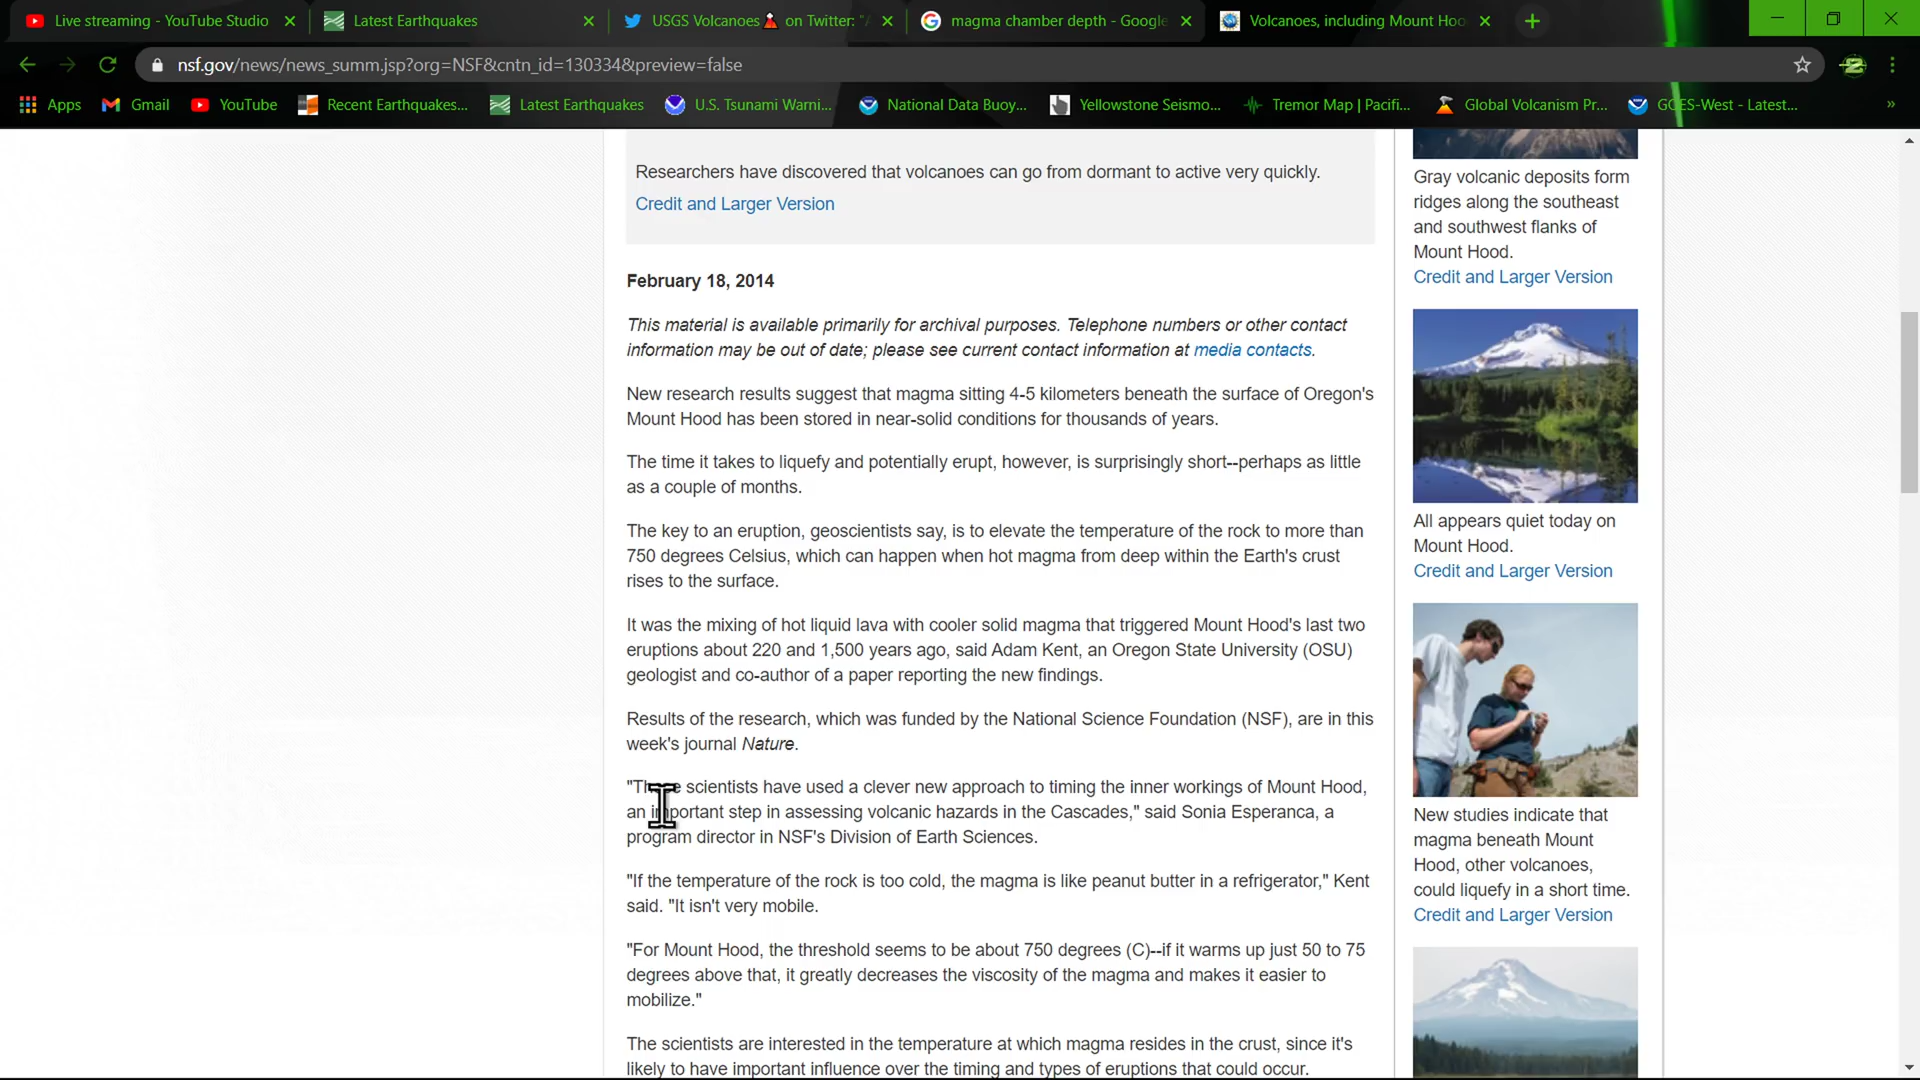 Live streaming - YouTube Studio
Latest Earthquakes
USGS Volcanoes on Twitter: "A
magma chamber depth - Google
Volcanoes, including Mount Hoo
nsf.gov/news/news_summ.jsp?org=NSF&cntn_id=130334&preview=false
Apps
Gmail
YouTube
Recent Earthquakes...
Latest Earthquakes
U.S. Tsunami Warni...
National Data Buoy...
Yellowstone Seismo...
Tremor Map | Pacifi...
Global Volcanism Pr...
GOES-West - Latest...
Researchers have discovered that volcanoes can go from dormant to active very quickly.
Credit and Larger Version
February 18, 2014
This material is available primarily for archival purposes. Telephone numbers or other contact
information may be out of date; please see current contact information at media contacts.
New research results suggest that magma sitting 4-5 kilometers beneath the surface of Oregon's
Mount Hood has been stored in near-solid conditions for thousands of years.
The time it takes to liquefy and potentially erupt, however, is surprisingly short--perhaps as little
as a couple of months.
The key to an eruption, geoscientists say, is to elevate the temperature of the rock to more than
750 degrees Celsius, which can happen when hot magma from deep within the Earth's crust
rises to the surface.
It was the mixing of hot liquid lava with cooler solid magma that triggered Mount Hood's last two
eruptions about 220 and 1,500 years ago, said Adam Kent, an Oregon State University (OSU)
geologist and co-author of a paper reporting the new findings.
Results of the research, which was funded by the National Science Foundation (NSF), are in this
week's journal Nature.
"These scientists have used a clever new approach to timing the inner workings of Mount Hood,
an important step in assessing volcanic hazards in the Cascades," said Sonia Esperanca, a
program director in NSF's Division of Earth Sciences.
"If the temperature of the rock is too cold, the magma is like peanut butter in a refrigerator," Kent
said. "It isn't very mobile.
"For Mount Hood, the threshold seems to be about 750 degrees (C)--if it warms up just 50 to 75
degrees above that, it greatly decreases the viscosity of the magma and makes it easier to
mobilize."
The scientists are interested in the temperature at which magma resides in the crust, since it's
likely to have important influence over the timing and types of eruptions that could occur.
Gray volcanic deposits form
ridges along the southeast
and southwest flanks of
Mount Hood.
Credit and Larger Version
All appears quiet today on
Mount Hood.
Credit and Larger Version
New studies indicate that
magma beneath Mount
Hood, other volcanoes,
could liquefy in a short time.
Credit and Larger Version